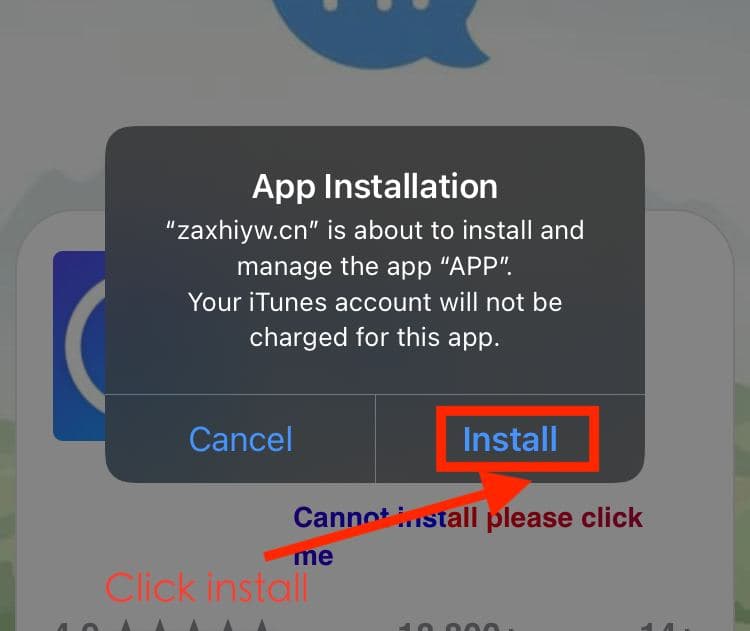 App Installation
“zaxhiyw.cn” is about to install and
manage the app “APP”.
Your iTunes account will not be
charged for this app.
Cancel
Install
Cannot install please click
me
Click install